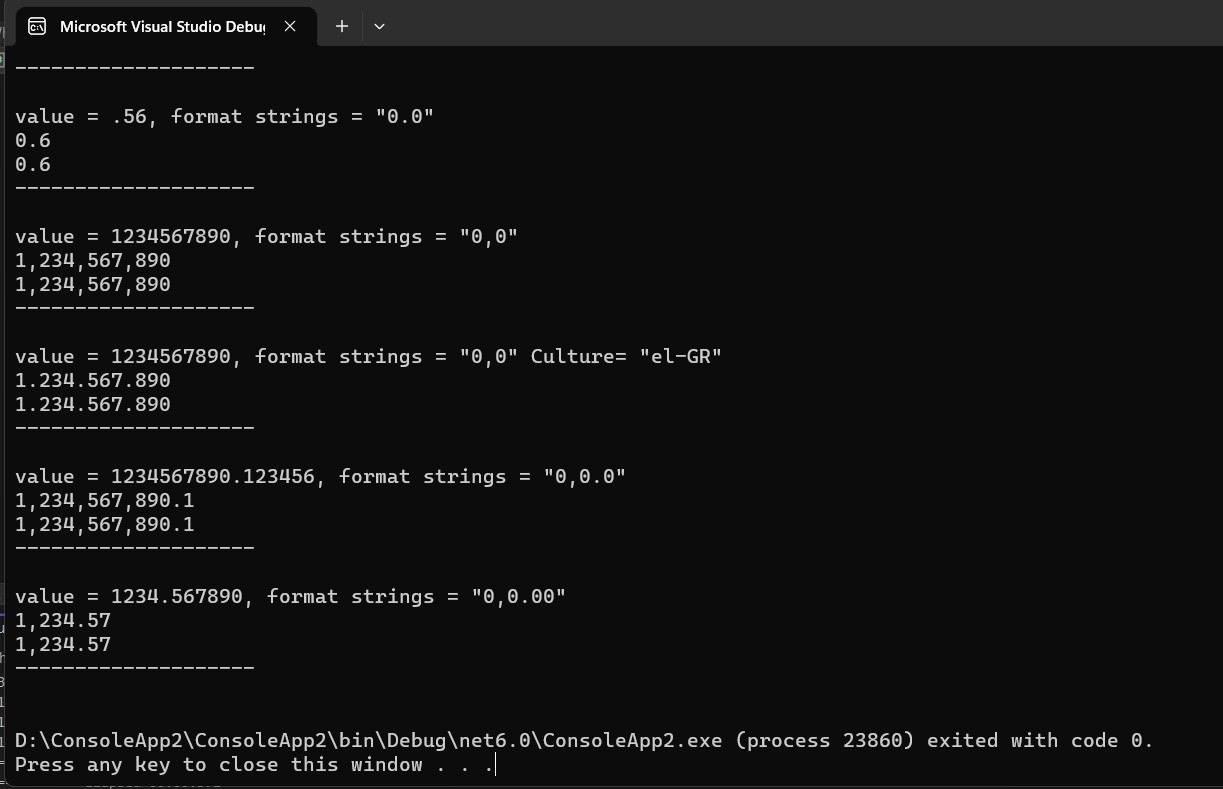 Microsoft Visual Studio Debu
--------------------
value = .56, format strings = "0.0"
0.6
0.6
--------------------
value = 1234567890, format strings = "0,0"
1,234,567,890
1,234,567,890
--------------------
value = 1234567890, format strings = "0,0" Culture= "el-GR"
1.234.567.890
1.234.567.890
--------------------
value = 1234567890.123456, format strings = "0,0.0"
1,234,567,890.1
1,234,567,890.1
--------------------
value = 1234.567890, format strings = "0,0.00"
1,234.57
1,234.57
--------------------
D:\ConsoleApp2\ConsoleApp2\bin\Debug\net6.0\ConsoleApp2.exe (process 23860) exited with code 0.
Press any key to close this window . . .